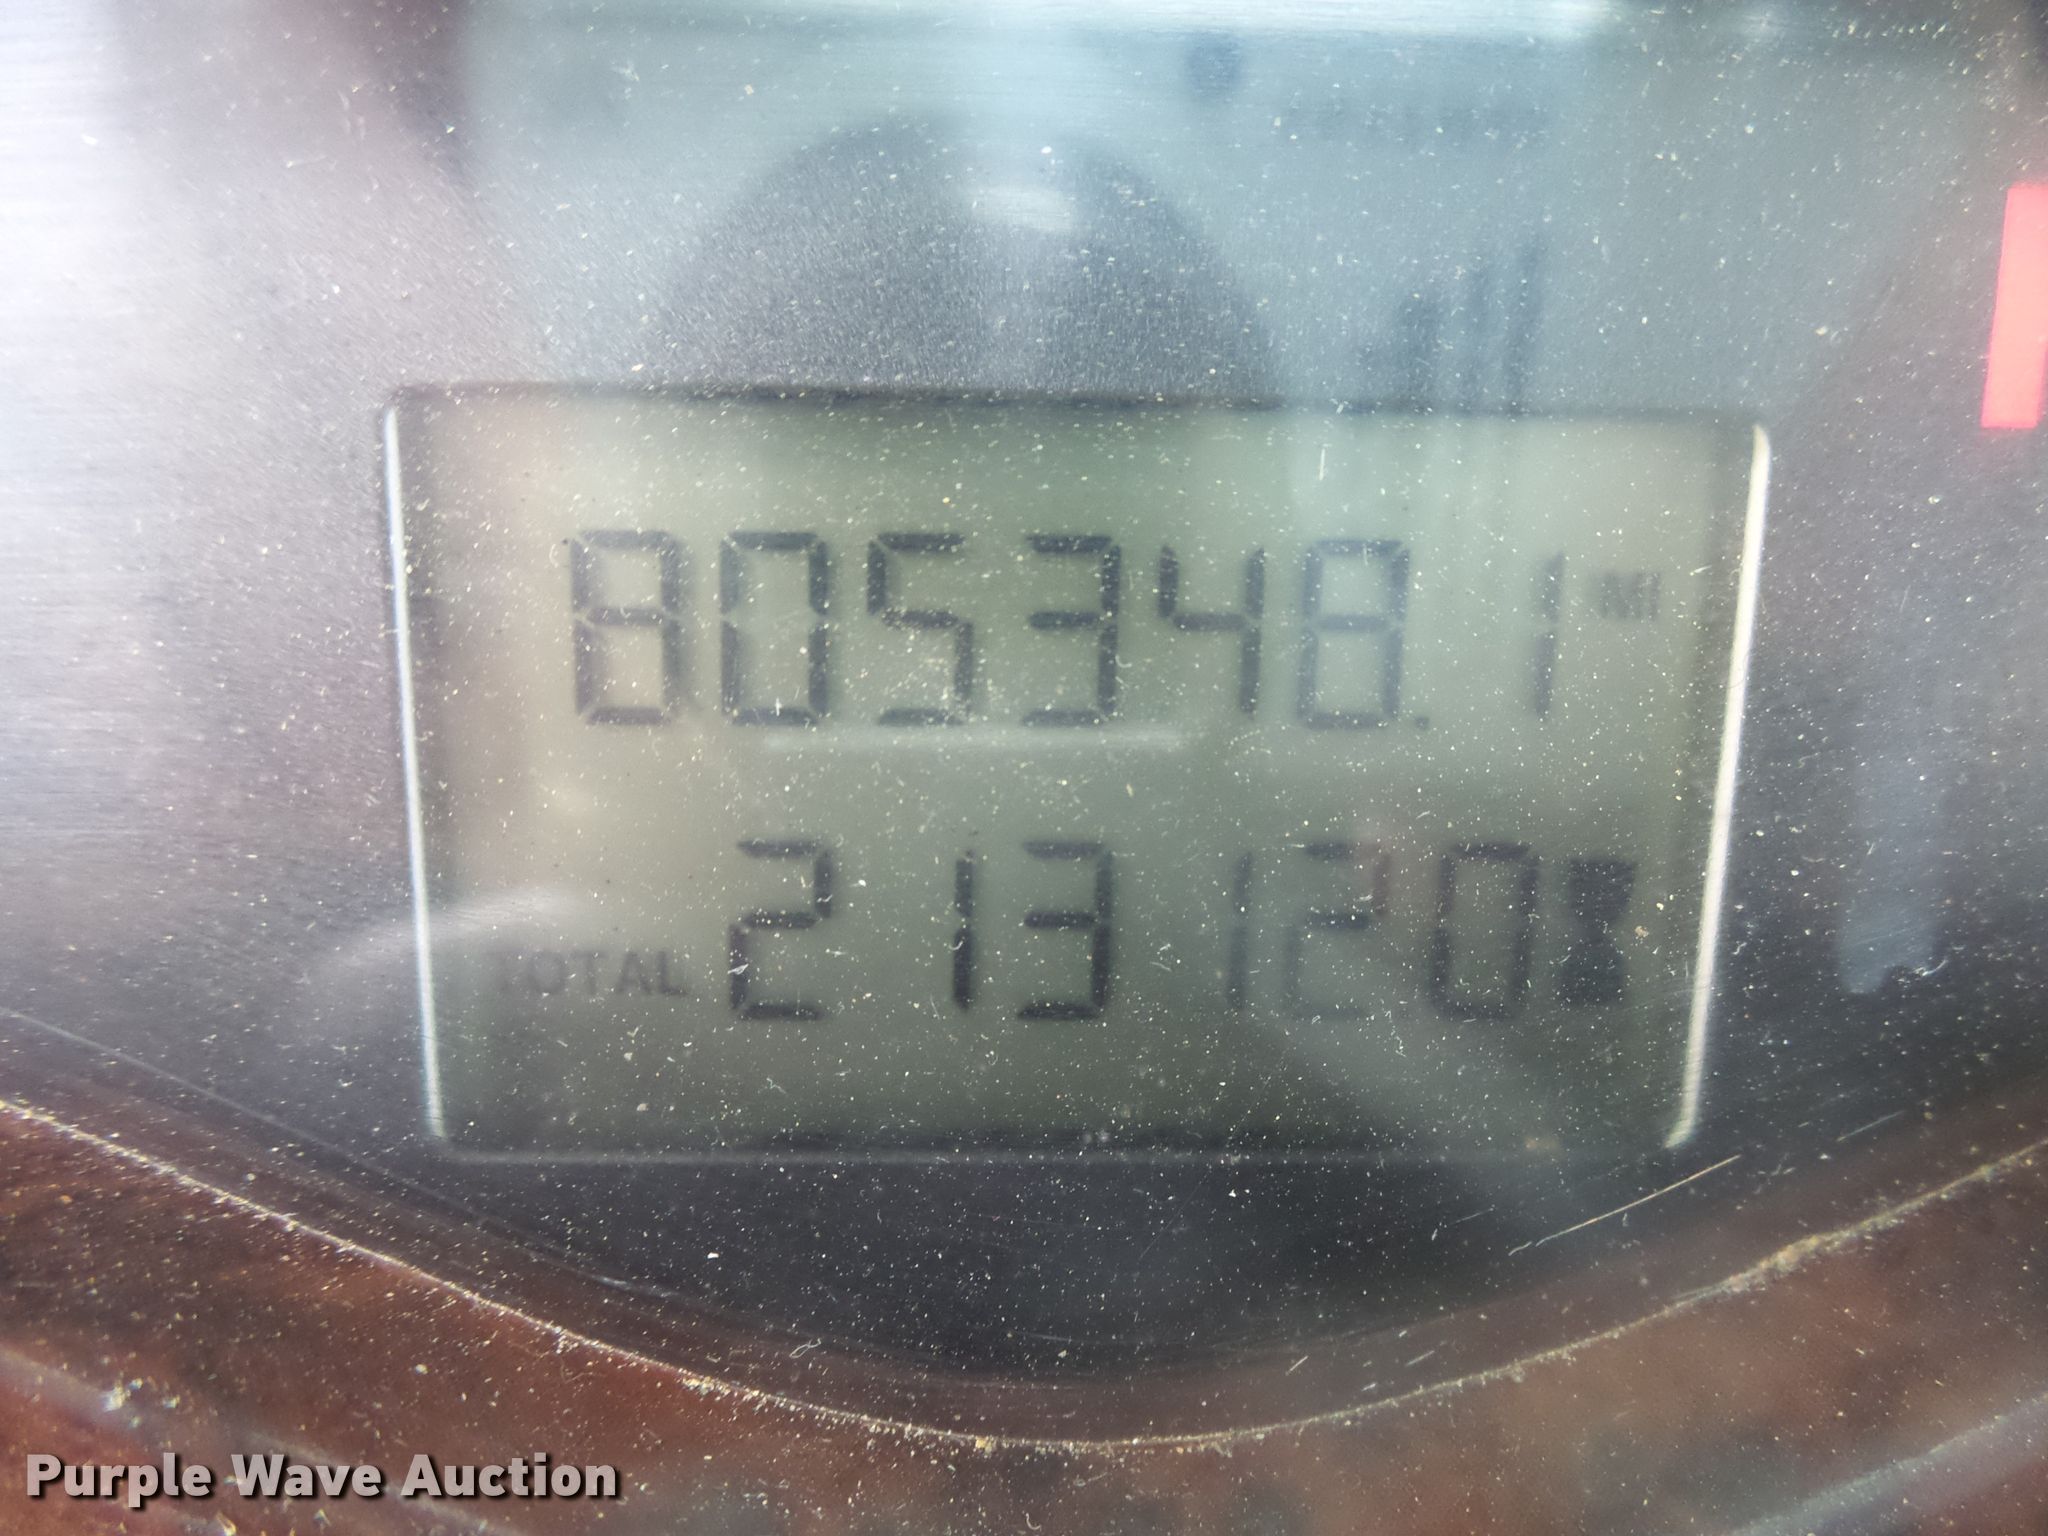 805348.1 MI
TOTAL 213120
Purple Wave Auction